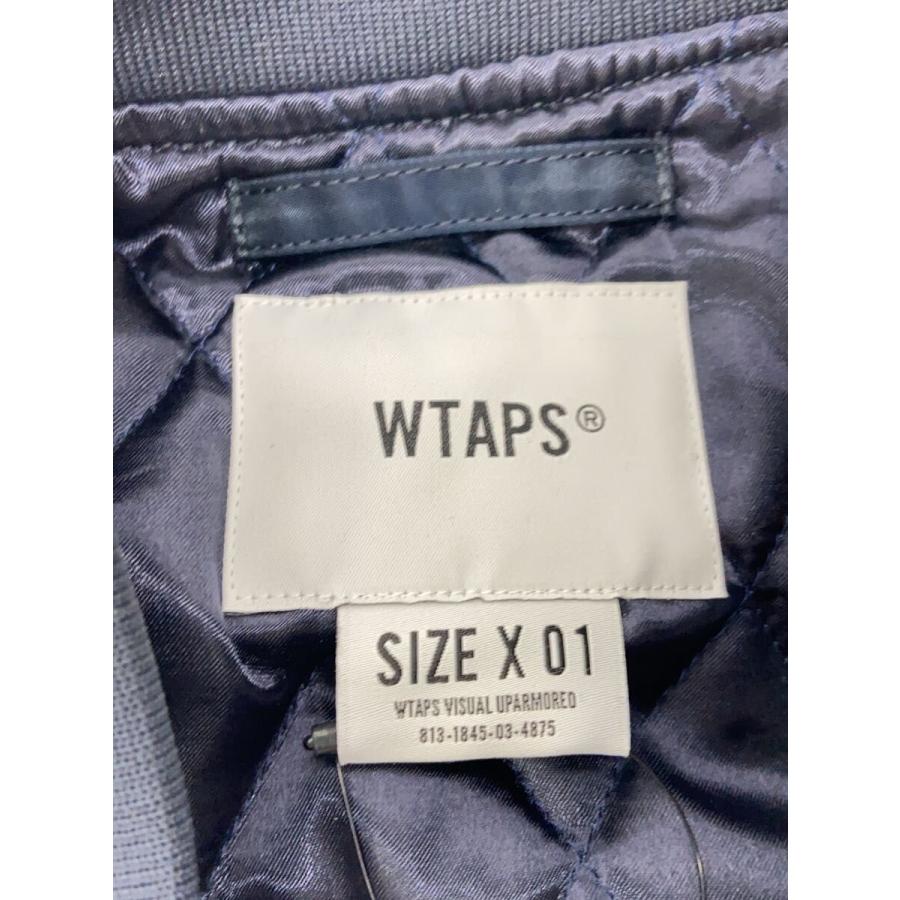 WTAPS®
SIZE X 01
WTAPS VISUAL UPARMORED
813-1845-03-4875